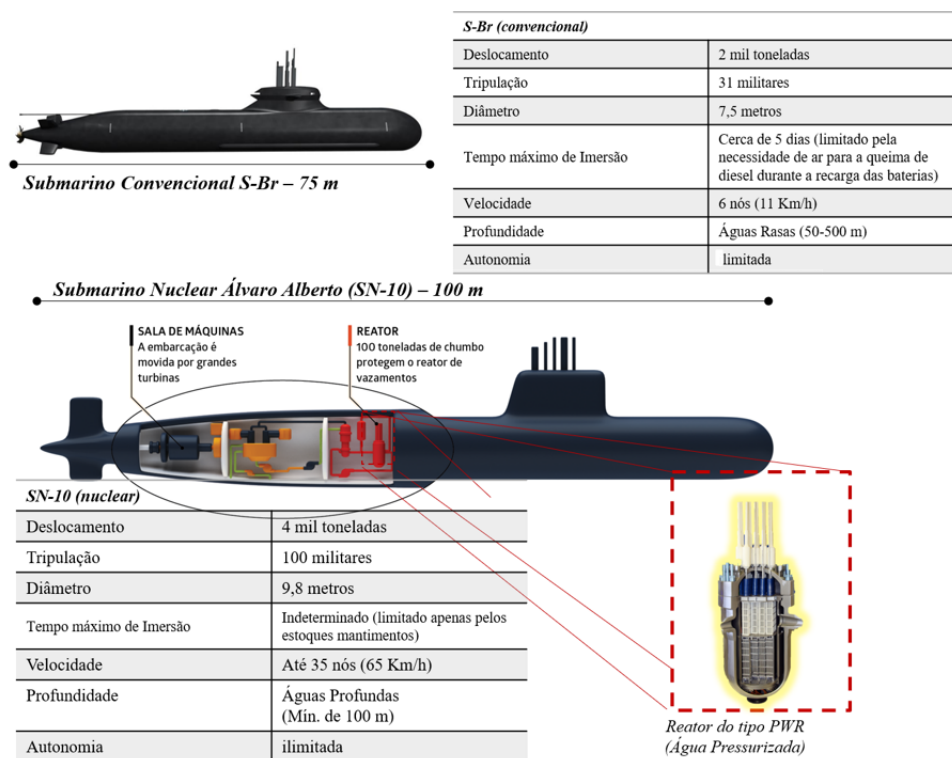 S-Br (convencional)
Deslocamento 2 mil toneladas
Tripulação 31 militares
Diâmetro 7,5 metros
Tempo máximo de Imersão Cerca de 5 dias (limitado pela
necessidade de ar para a queima de
diesel durante a recarga das baterias)
Velocidade 6 nós (11 Km/h)
Profundidade Águas Rasas (50-500 m)
Autonomia limitada
Submarino Convencional S-Br – 75 m
Submarino Nuclear Álvaro Alberto (SN-10) – 100 m
SALA DE MÁQUINAS
A embarcação é
movida por grandes
turbinas
REATOR
100 toneladas de chumbo
protegem o reator de
vazamentos
SN-10 (nuclear)
Deslocamento 4 mil toneladas
Tripulação 100 militares
Diâmetro 9,8 metros
Tempo máximo de Imersão Indeterminado (limitado apenas pelos
estoques mantimentos)
Velocidade Até 35 nós (65 Km/h)
Profundidade Águas Profundas
(Mín. de 100 m)
Autonomia ilimitada
Reator do tipo PWR
(Água Pressurizada)